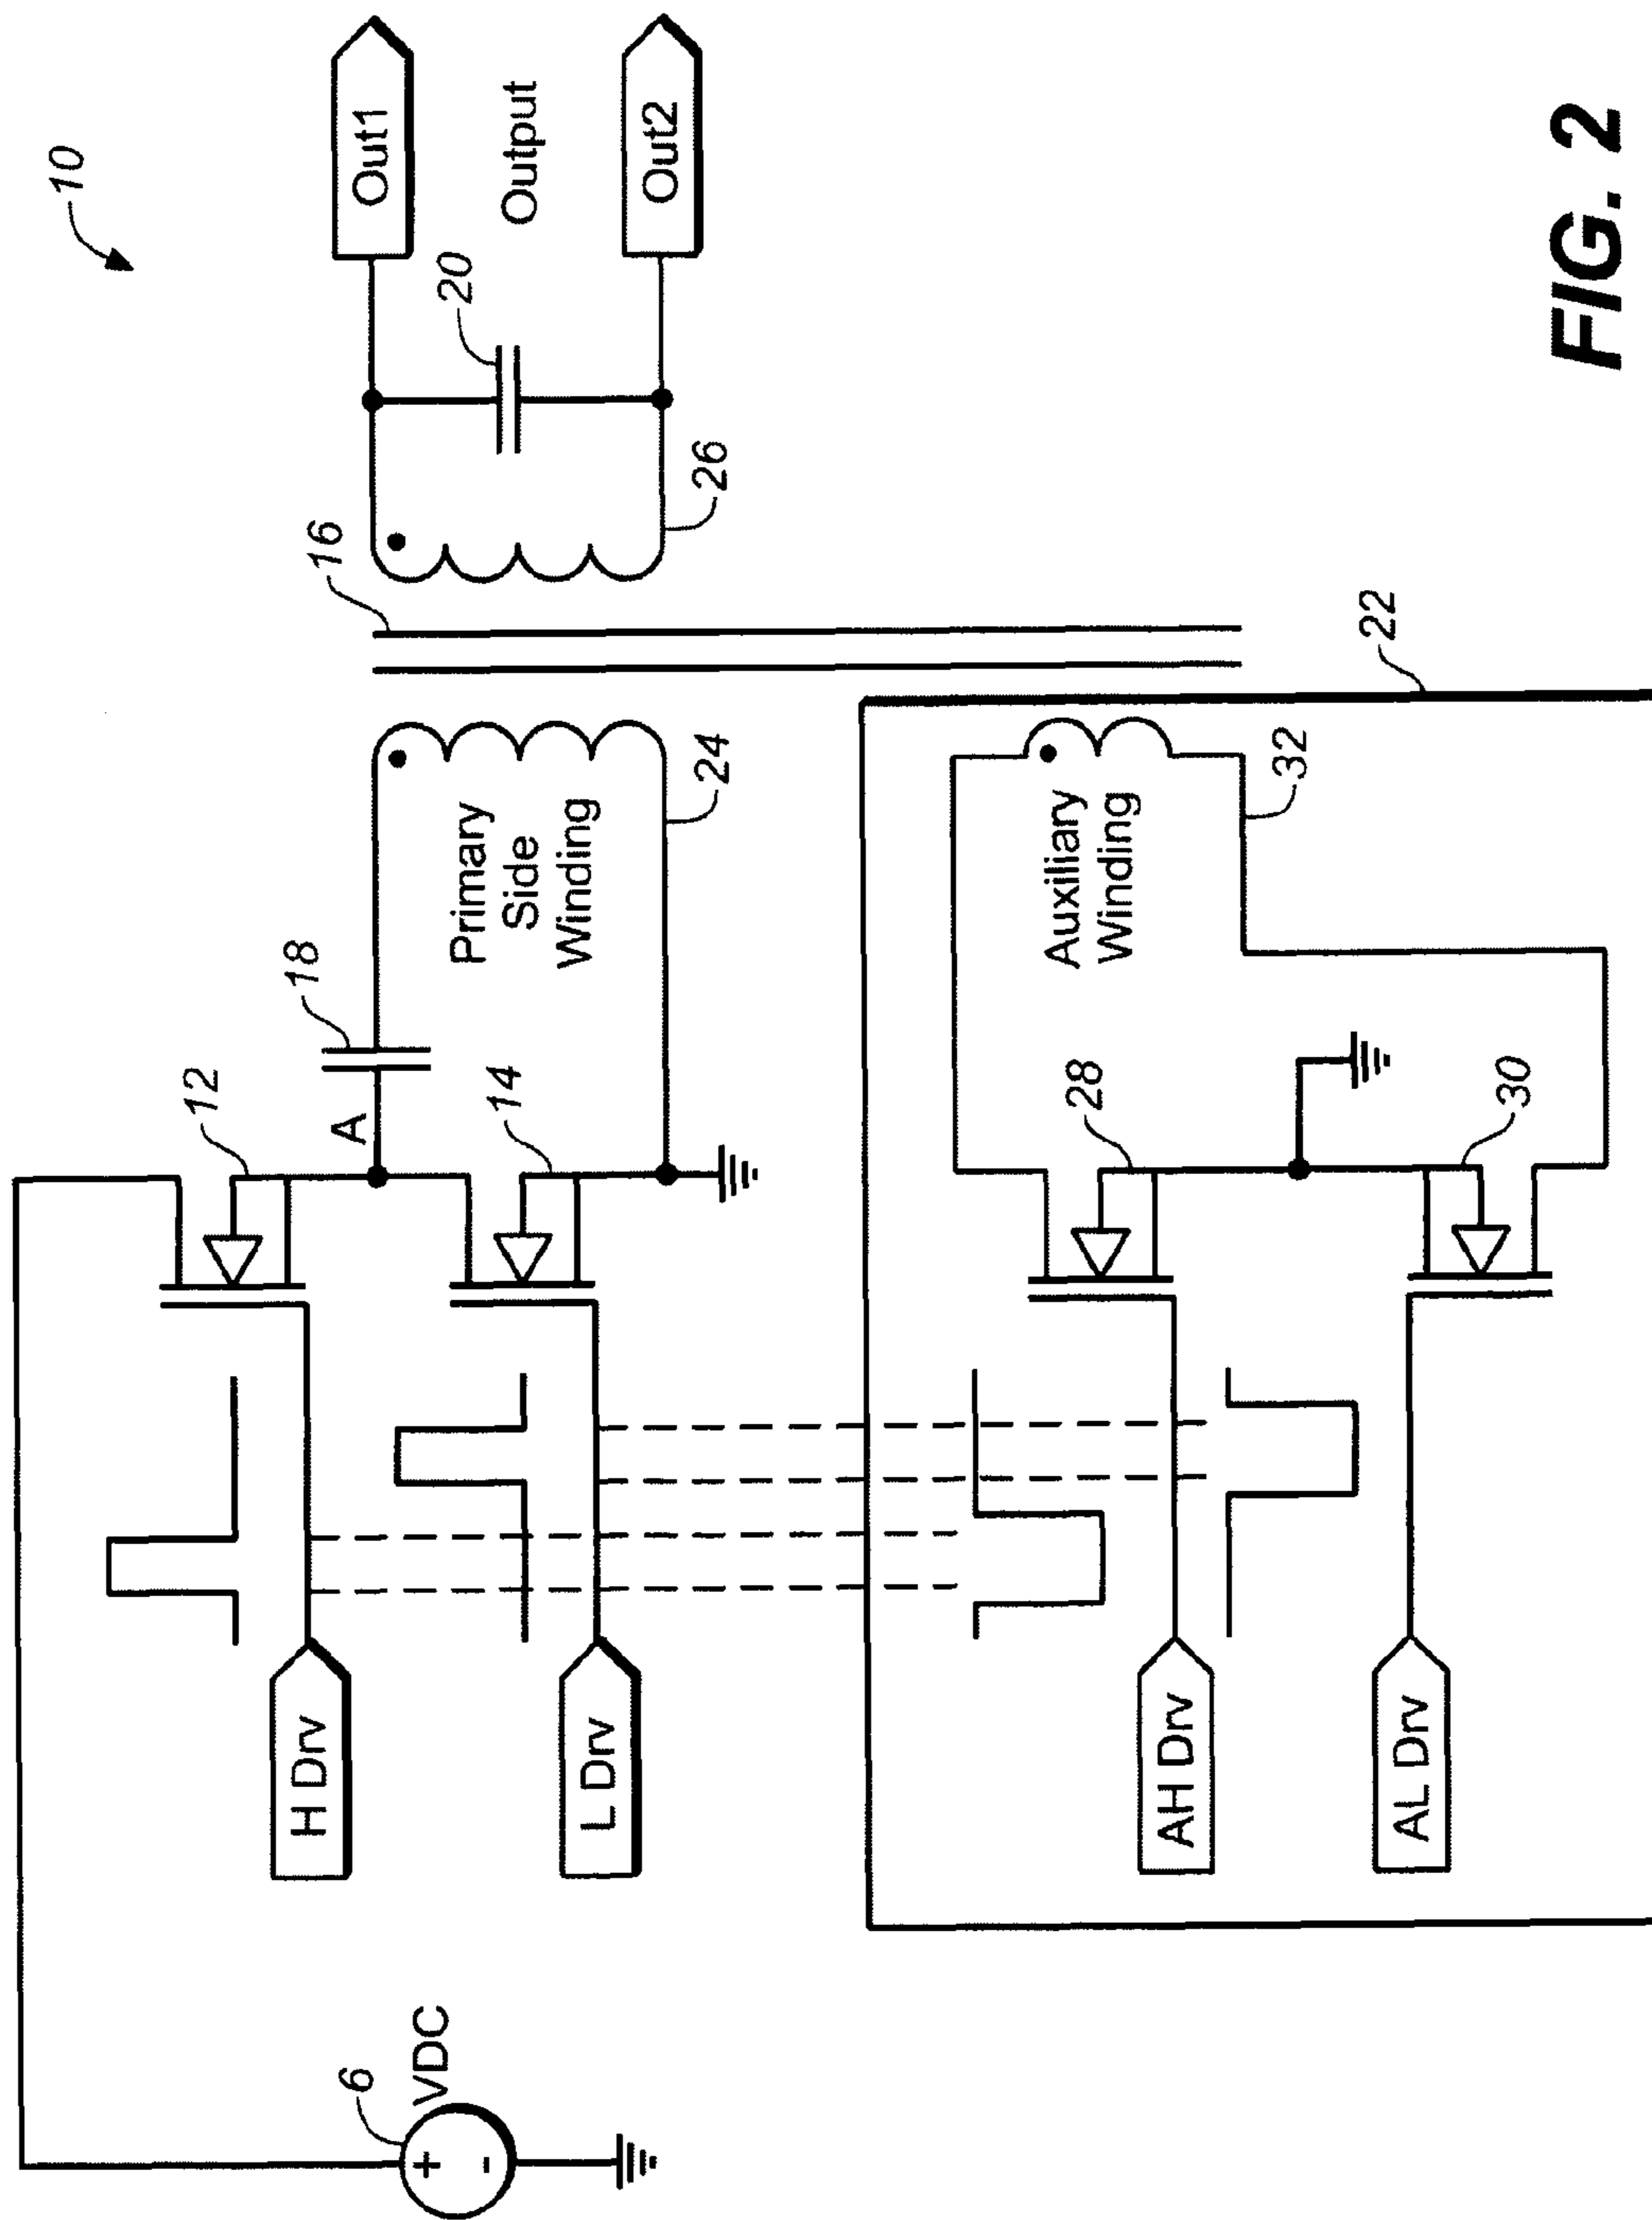 10
12
18
A
14
16
Out1
20
Output
Out2
26
Primary
Side
Winding
24
H Drv
L Drv
6
VDC
+
-
22
28
Auxiliary
Winding
32
30
AH Drv
AL Drv
FIG. 2